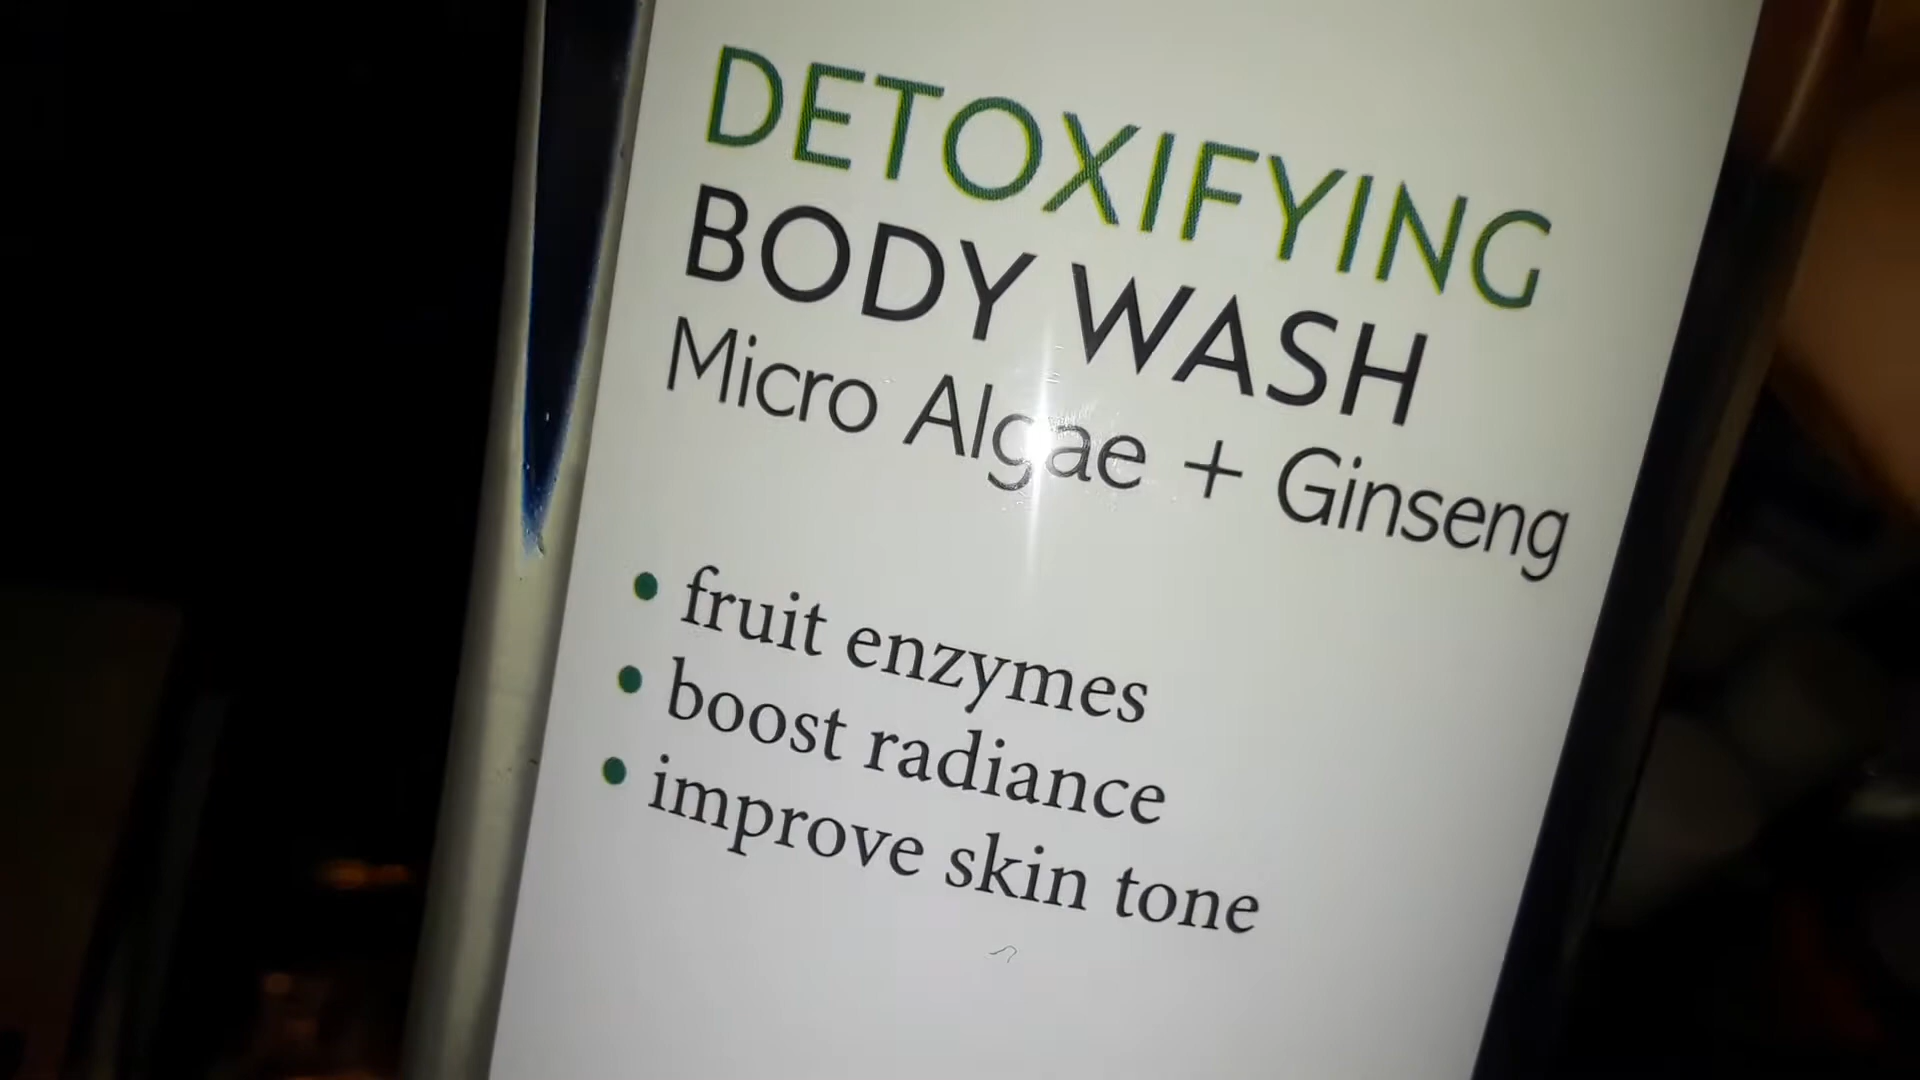 DETOXIFYING
BODY WASH
Micro Algae + Ginseng
• fruit enzymes
• boost radiance
• improve skin tone